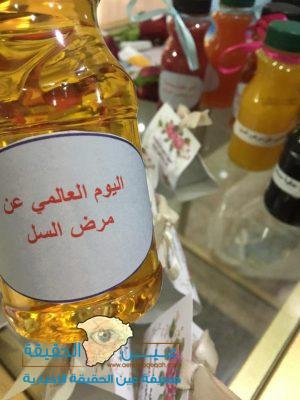 اليوم العالمي عن
مرض السل
عين الحقيقة
صحيفة عين الحقيقة الإخبارية